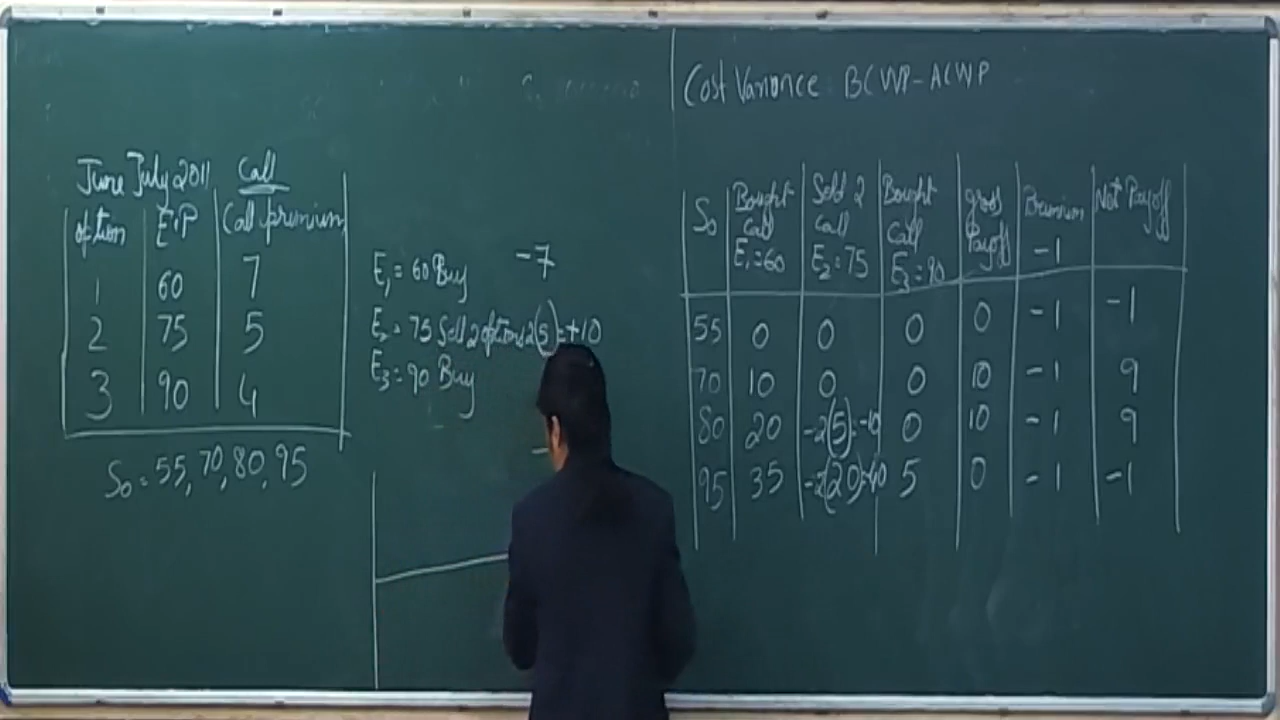 Cost Variance BCWP-ACWP
June July 2011 Call
option E.P Call premium
1 60 7
2 75 5
3 90 4
S₀ = 55, 70, 80, 95
E₁ = 60 Buy -7
E₂ = 75 Sold 2 options 2(5)=+10
E₃ = 90 Buy
S₀ Bought Call E₁=60 Sold 2 Call E₂=75 Bought Call E₃=90 gross Payoff Premium -1 Net Payoff
55 0 0 0 0 -1 -1
70 10 0 0 10 -1 9
80 20 -2(5)=-10 0 10 -1 9
95 35 -2(20)=-40 5 0 -1 -1